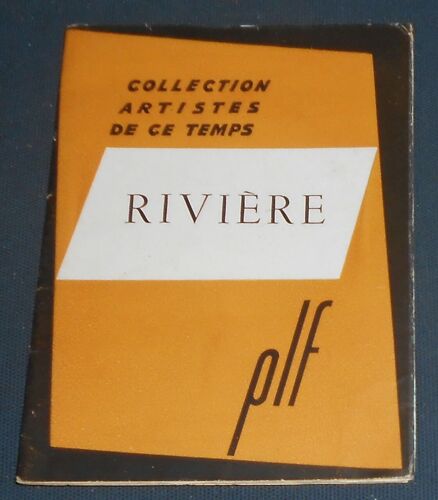 COLLECTION
ARTISTES
DE CE TEMPS
RIVIÈRE
plf